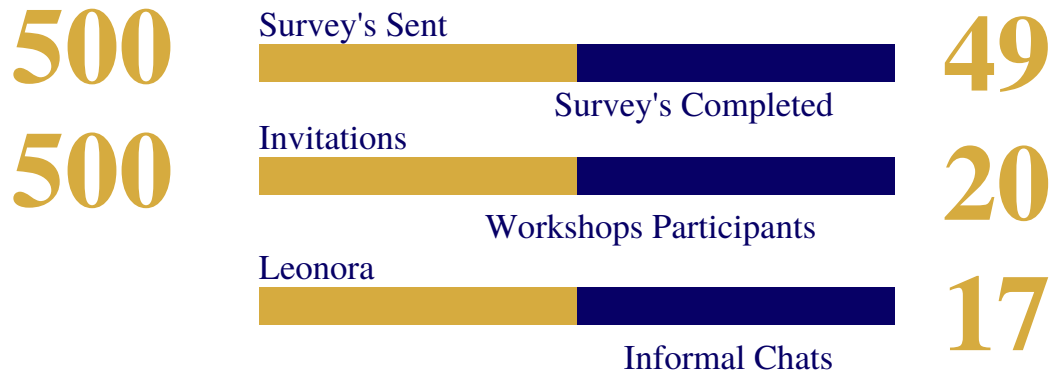 500 Survey's Sent 49
Survey's Completed
500 Invitations 20
Workshops Participants
Leonora 17
Informal Chats